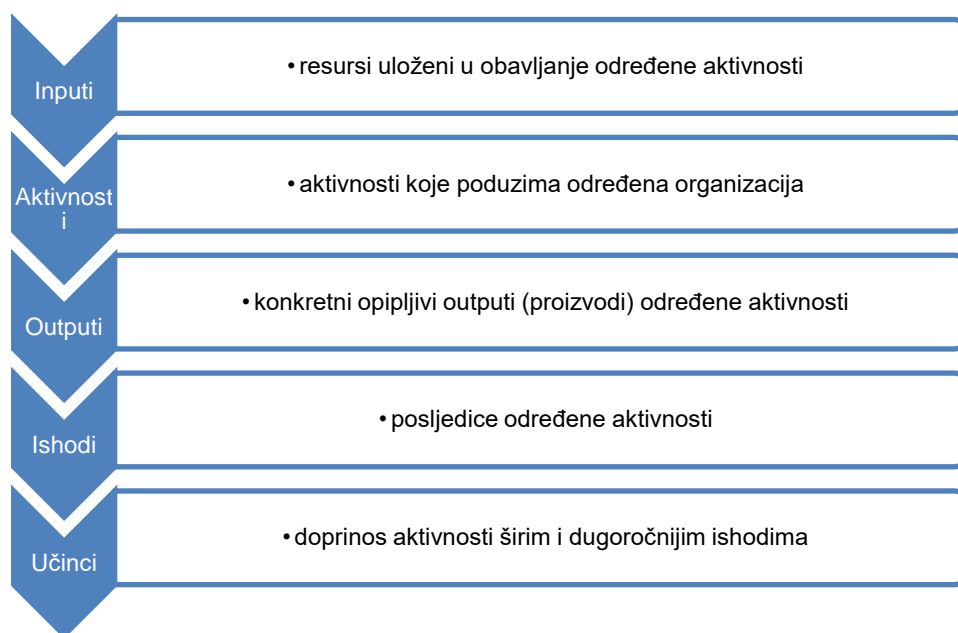 Inputi
• resursi uloženi u obavljanje određene aktivnosti
Aktivnost
i
• aktivnosti koje poduzima određena organizacija
Outputi
• konkretni opipljivi outputi (proizvodi) određene aktivnosti
Ishodi
• posljedice određene aktivnosti
Učinci
• doprinos aktivnosti širim i dugoročnijim ishodima